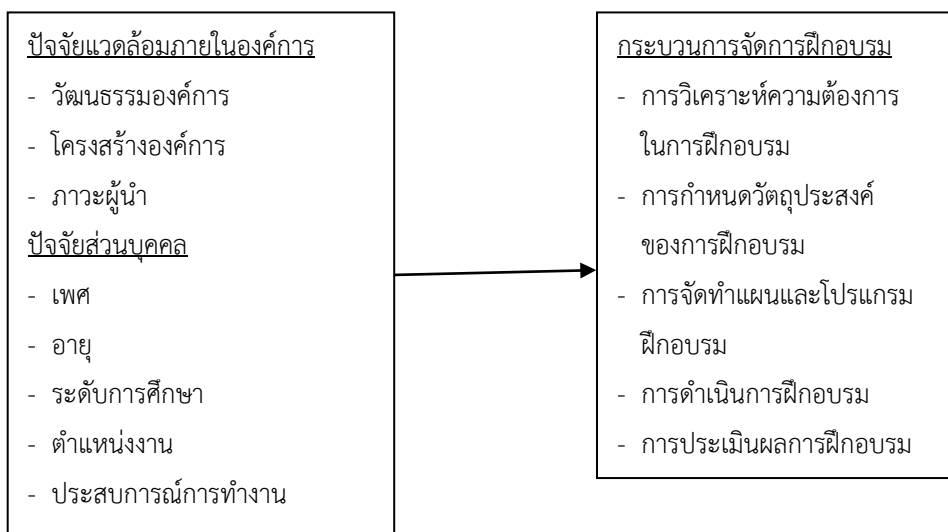 ปัจจัยแวดล้อมภายในองค์การ
- วัฒนธรรมองค์การ
- โครงสร้างองค์การ
- ภาวะผู้นำ
ปัจจัยส่วนบุคคล
- เพศ
- อายุ
- ระดับการศึกษา
- ตำแหน่งงาน
- ประสบการณ์การทำงาน
กระบวนการจัดการฝึกอบรม
- การวิเคราะห์ความต้องการ
ในการฝึกอบรม
- การกำหนดวัตถุประสงค์
ของการฝึกอบรม
- การจัดทำแผนและโปรแกรม
ฝึกอบรม
- การดำเนินการฝึกอบรม
- การประเมินผลการฝึกอบรม